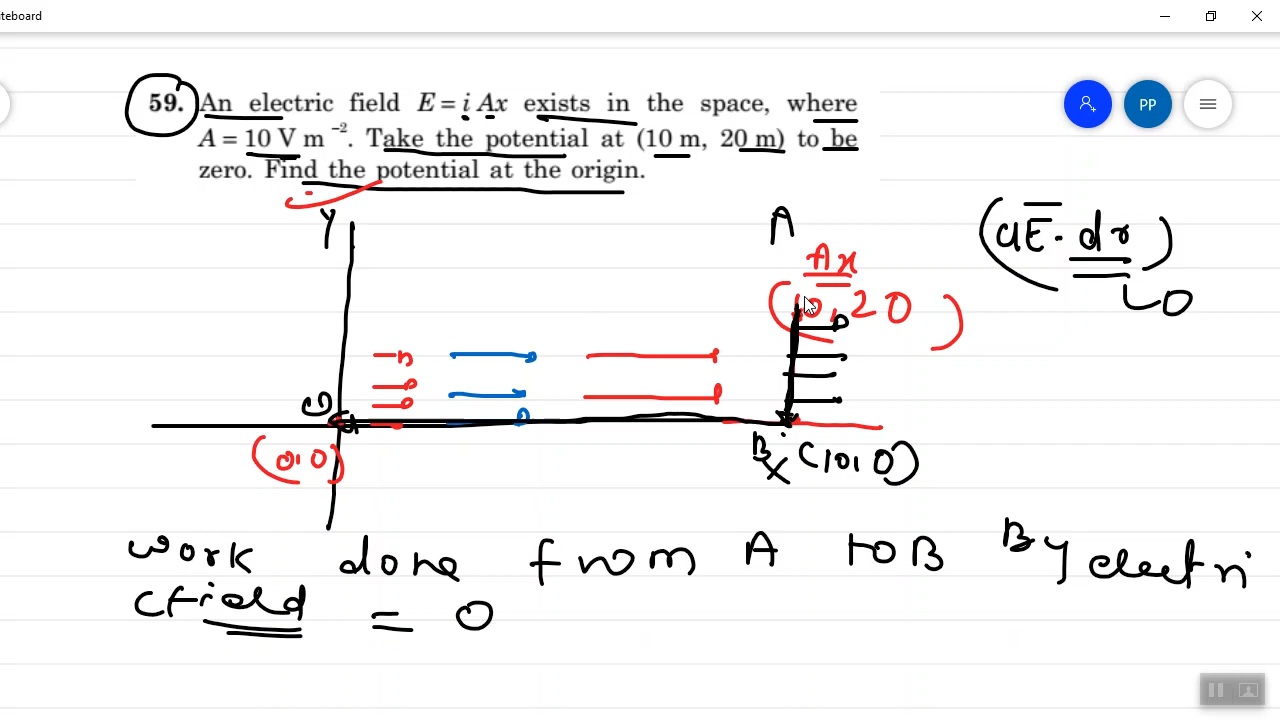 teboard
59. An electric field E = i Ax exists in the space, where
A = 10 V m⁻². Take the potential at (10 m, 20 m) to be
zero. Find the potential at the origin.
PP
Y
A
Ax
(10, 20)
(qE. dr)
0
(0,0)
B
X (10, 0)
work done from A to B By electri
cfield = 0